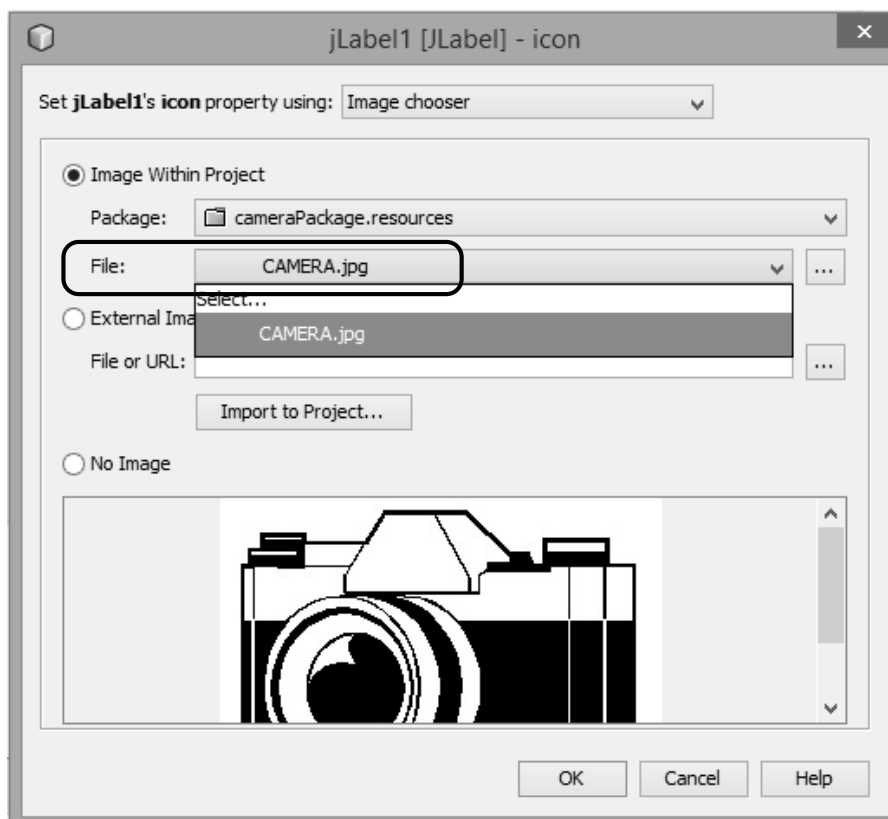 jLabel1 [JLabel] - icon
Set jLabel1's icon property using: Image chooser
Image Within Project
Package: cameraPackage.resources
File: CAMERA.jpg ...
Select...
CAMERA.jpg
External Ima
File or URL: ...
Import to Project...
No Image
OK Cancel Help